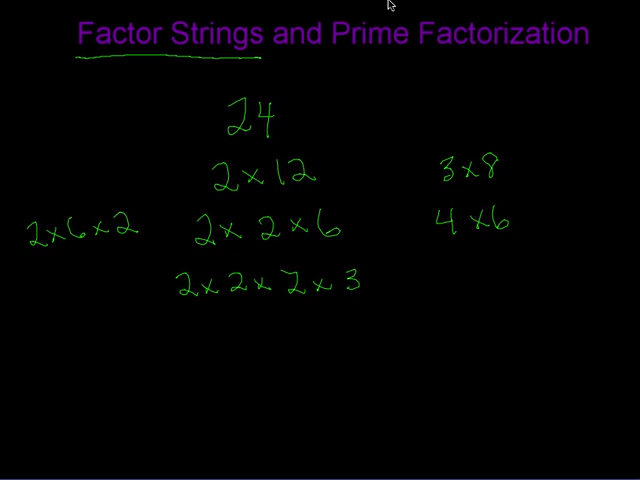 Factor Strings and Prime Factorization
24
2 x 12
3 x 8
2 x 6 x 2
2 x 2 x 6
4 x 6
2 x 2 x 2 x 3